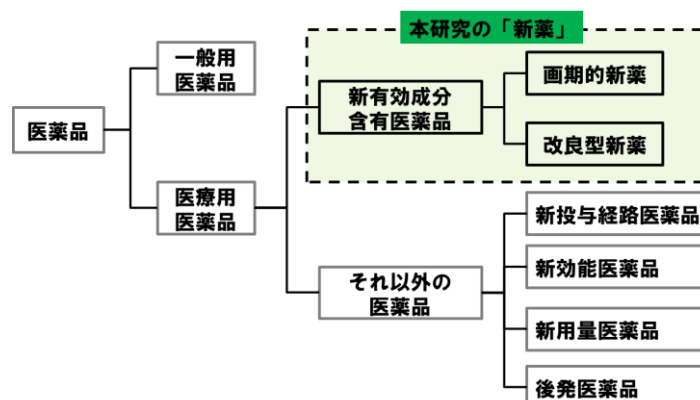 本研究の「新薬」
医薬品
一般用
医薬品
医療用
医薬品
新有効成分
含有医薬品
画期的新薬
改良型新薬
それ以外の
医薬品
新投与経路医薬品
新効能医薬品
新用量医薬品
後発医薬品